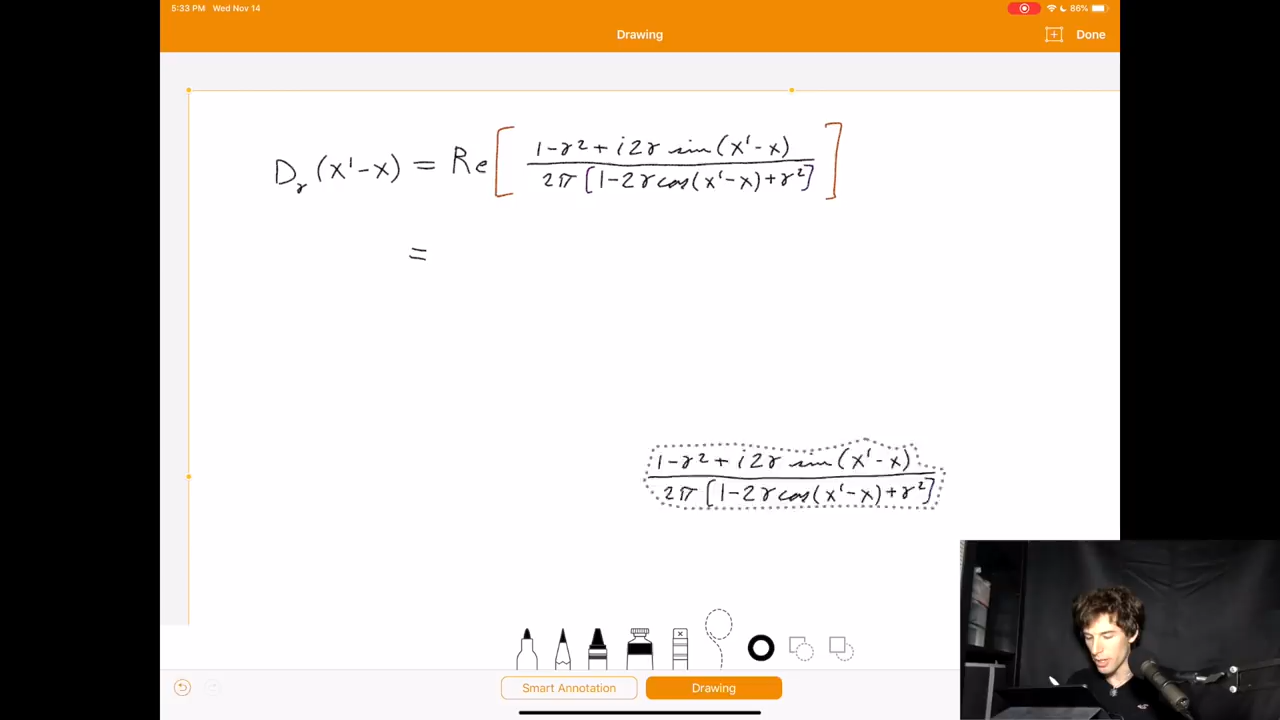 5:33 PM Wed Nov 14
86%
Drawing
Done
Dᵣ(x'-x) = Re[ (1-r²+i2r sin(x'-x)) / (2π[1-2r cos(x'-x)+r²]) ]
=
(1-r²+i2r sin(x'-x)) / (2π[1-2r cos(x'-x)+r²])
Smart Annotation
Drawing